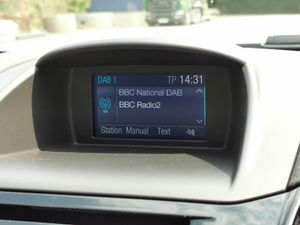 DAB 1 TP 14:31
BBC National DAB
BBC Radio2
Station Manual Text